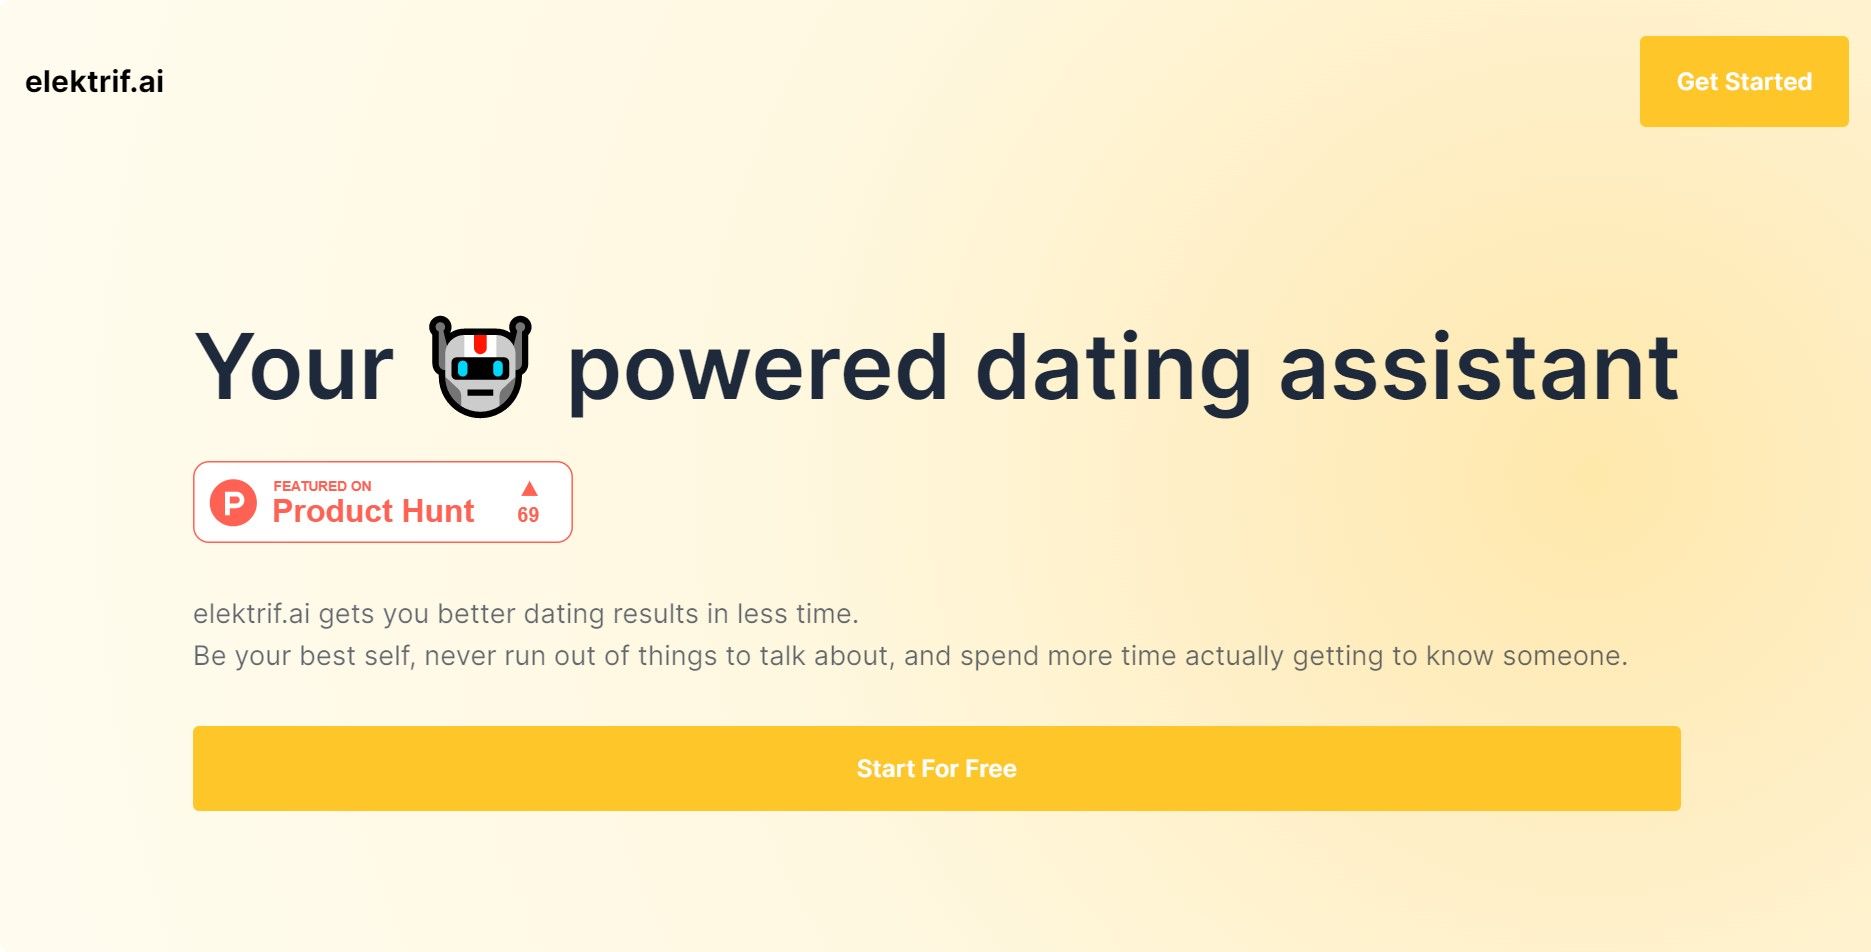 elektrif.ai
Get Started
Your powered dating assistant
P
FEATURED ON
Product Hunt
69
elektrif.ai gets you better dating results in less time.
Be your best self, never run out of things to talk about, and spend more time actually getting to know someone.
Start For Free